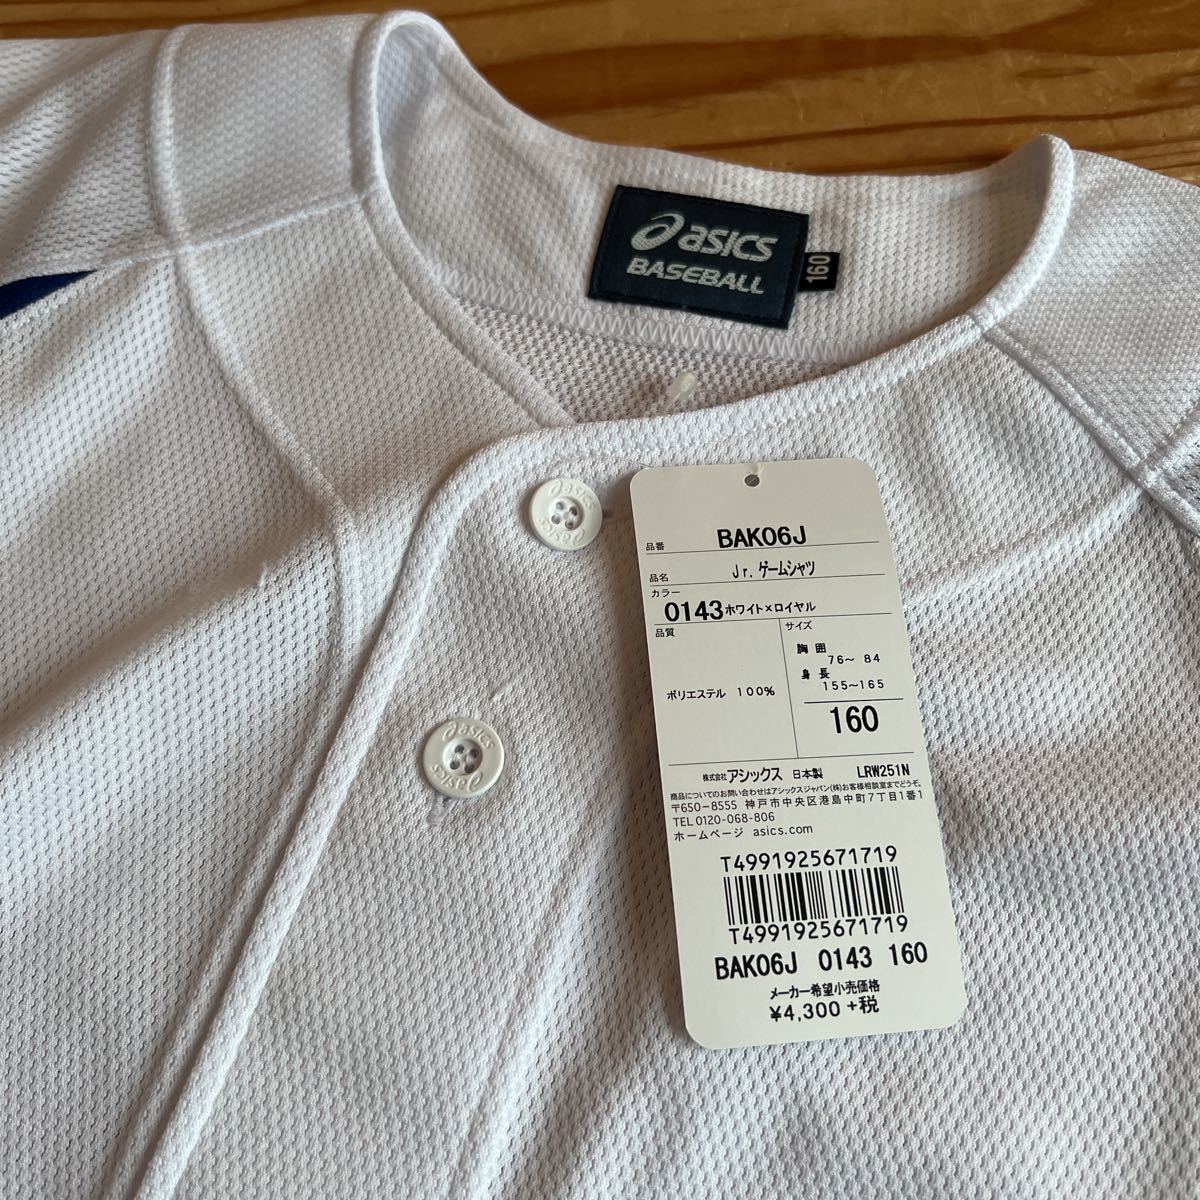 asics
BASEBALL
160
asics
asics
asics
asics
品番 BAK06J
品名 Jr.ゲームシャツ
カラー
0143 ホワイト×ロイヤル
品質
ポリエステル 100%
サイズ
胸囲
76～ 84
身長
155～165
160
株式会社アシックス 日本製 LRW251N
商品についてのお問い合わせはアシックスジャパン(株)お客様相談室までどうぞ。
〒650-8555 神戸市中央区港島中町7丁目1番1
TEL 0120-068-806
ホームページ asics.com
T4991925671719
T4991925671719
BAK06J 0143 160
メーカー希望小売価格
¥4,300 +税